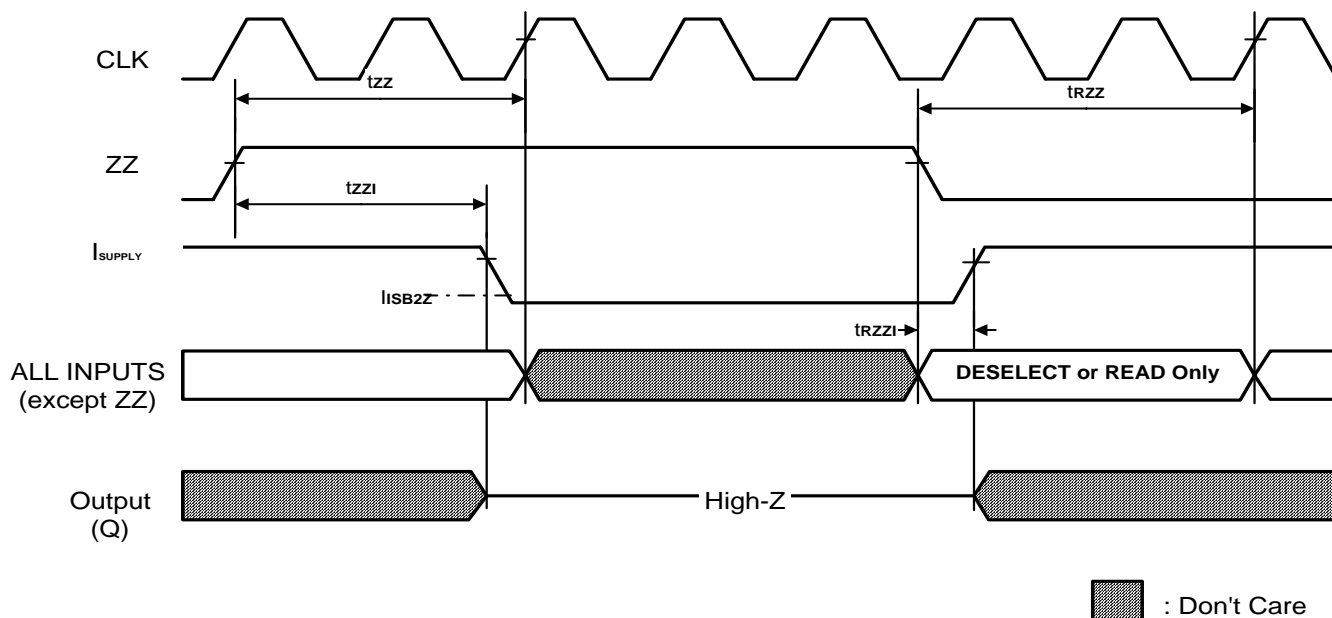 CLK
tZZ
tRZZ
ZZ
tZZI
ISUPPLY
IISB2Z
tRZZI
ALL INPUTS
(except ZZ)
DESELECT or READ Only
Output
(Q)
High-Z
: Don't Care